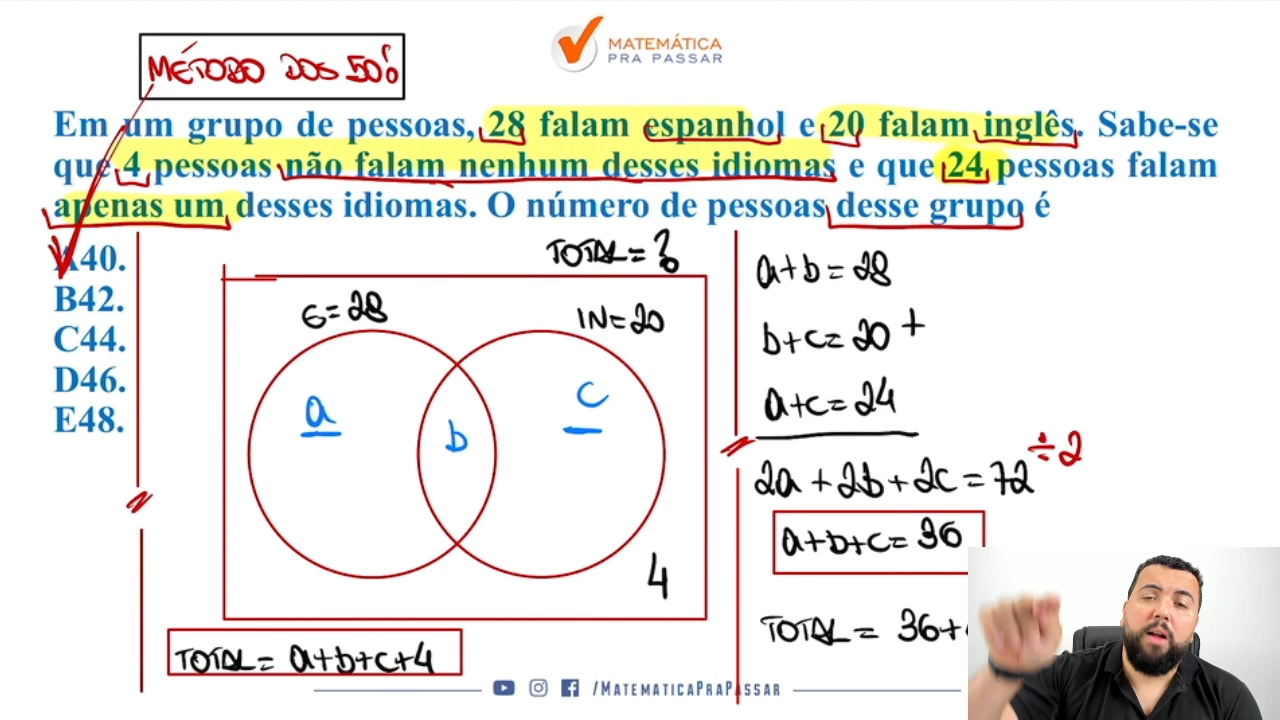 MATEMÁTICA
PRA PASSAR
MÉTODO DOS 50%
Em um grupo de pessoas, 28 falam espanhol e 20 falam inglês. Sabe-se
que 4 pessoas não falam nenhum desses idiomas e que 24 pessoas falam
apenas um desses idiomas. O número de pessoas desse grupo é
A40.
B42.
C44.
D46.
E48.
TOTAL = ?
E = 28
IN = 20
a
b
c
4
TOTAL = a+b+c+4
a+b = 28
b+c = 20 +
a+c = 24
2a + 2b + 2c = 72 ÷2
a+b+c = 36
TOTAL = 36+
/MatematicaPraPassar